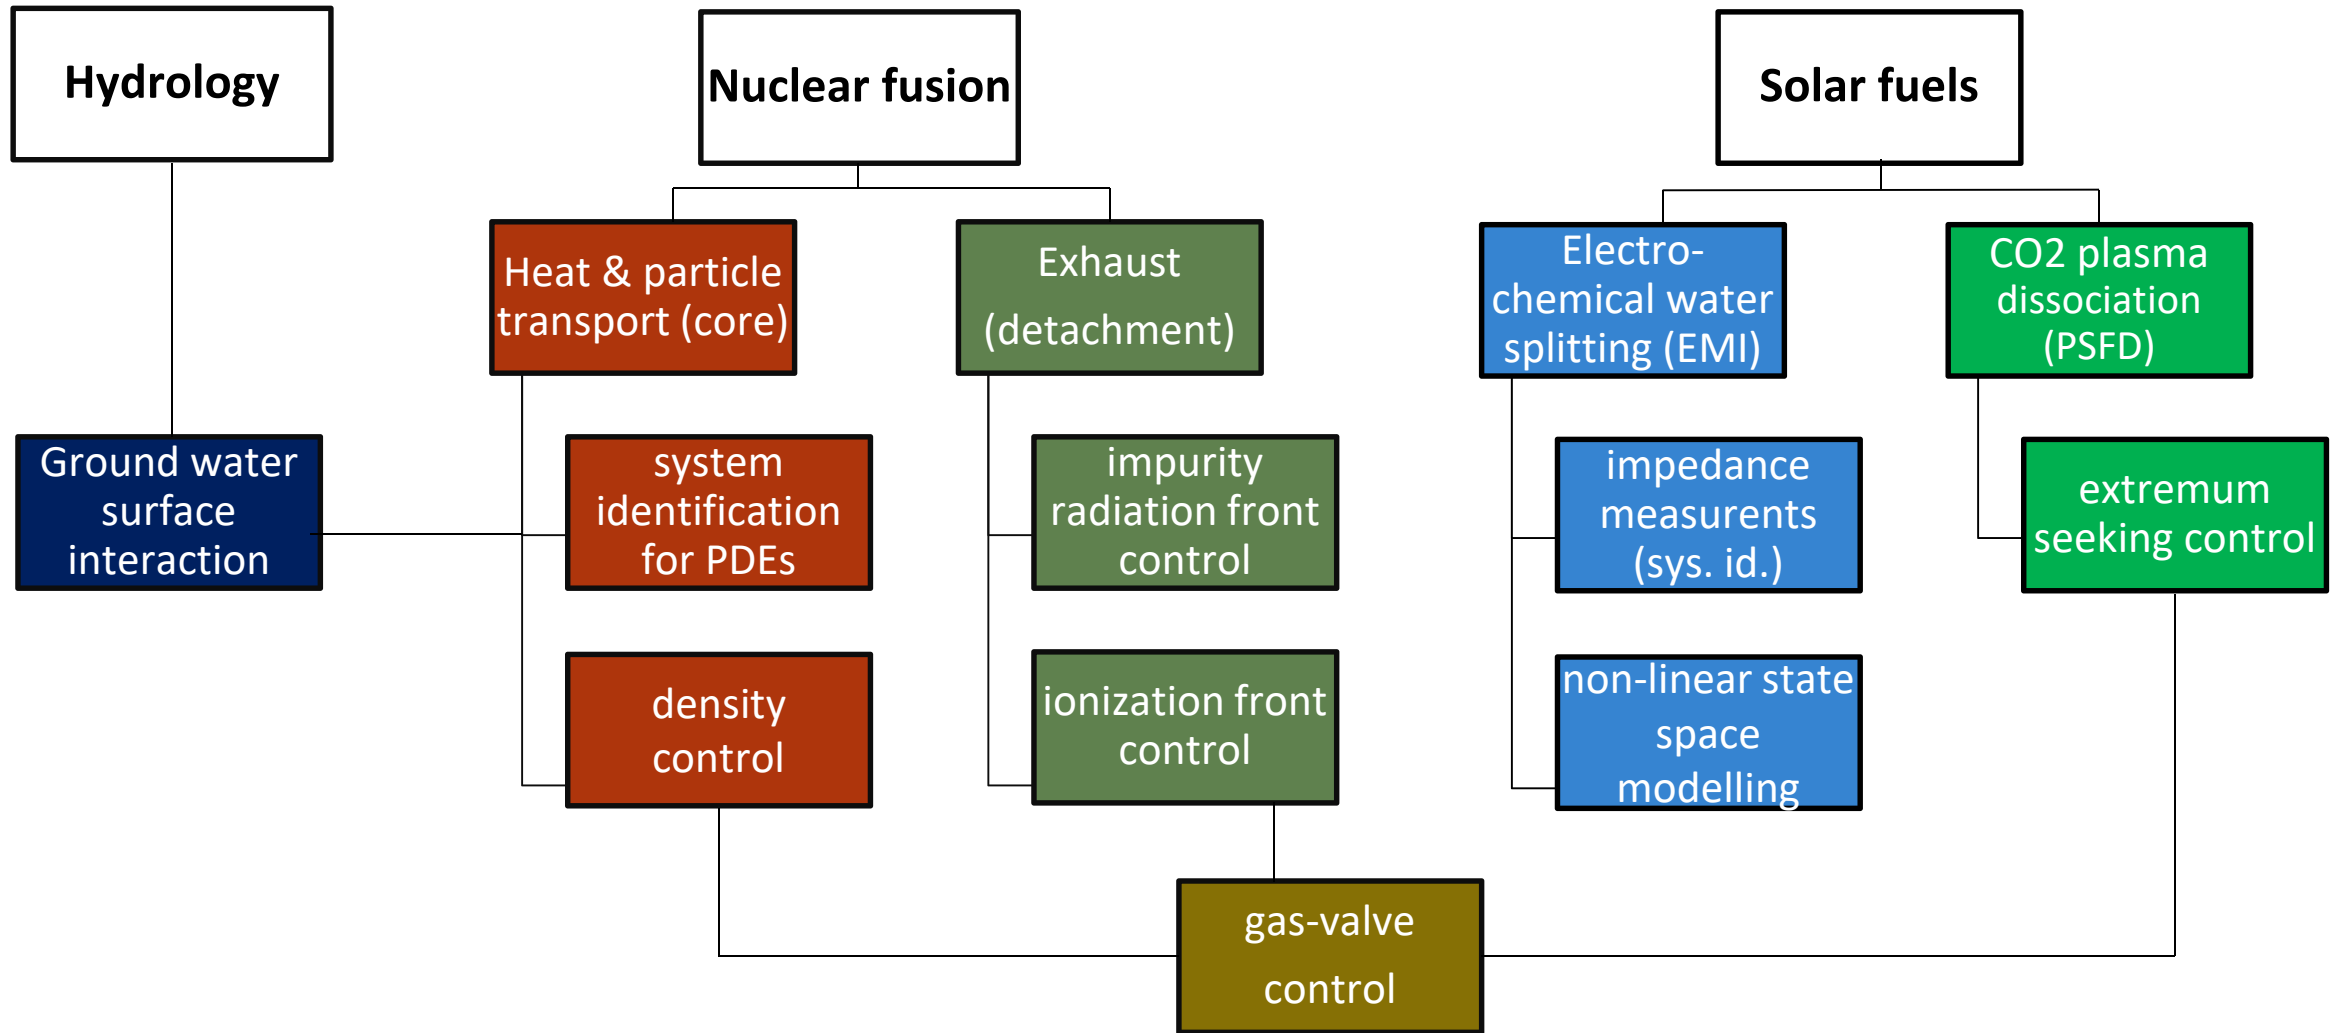 Hydrology
Nuclear fusion
Solar fuels
Heat & particle
transport (core)
Exhaust
(detachment)
Electro-
chemical water
splitting (EMI)
CO2 plasma
dissociation
(PSFD)
Ground water
surface
interaction
system
identification
for PDEs
impurity
radiation front
control
impedance
measurents
(sys. id.)
extremum
seeking control
density
control
ionization front
control
non-linear state
space
modelling
gas-valve
control